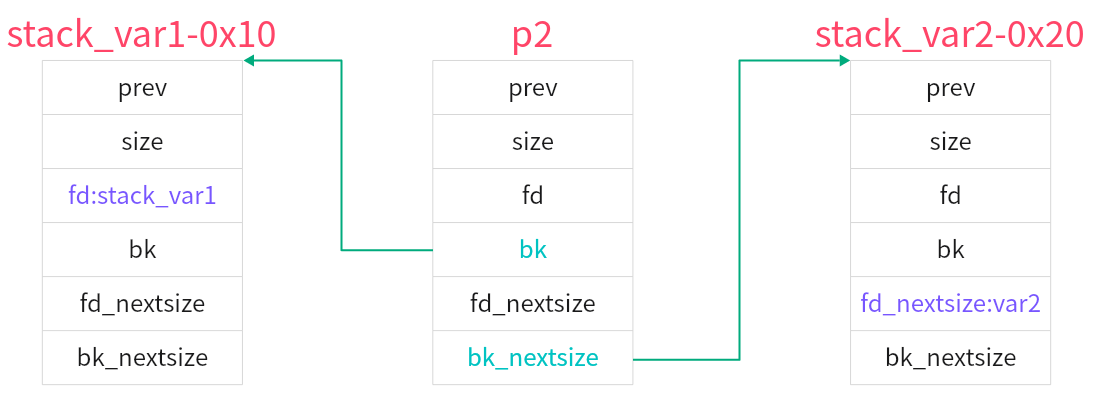 stack_var1-0x10
prev
size
fd:stack_var1
bk
fd_nextsize
bk_nextsize
p2
prev
size
fd
bk
fd_nextsize
bk_nextsize
stack_var2-0x20
prev
size
fd
bk
fd_nextsize:var2
bk_nextsize